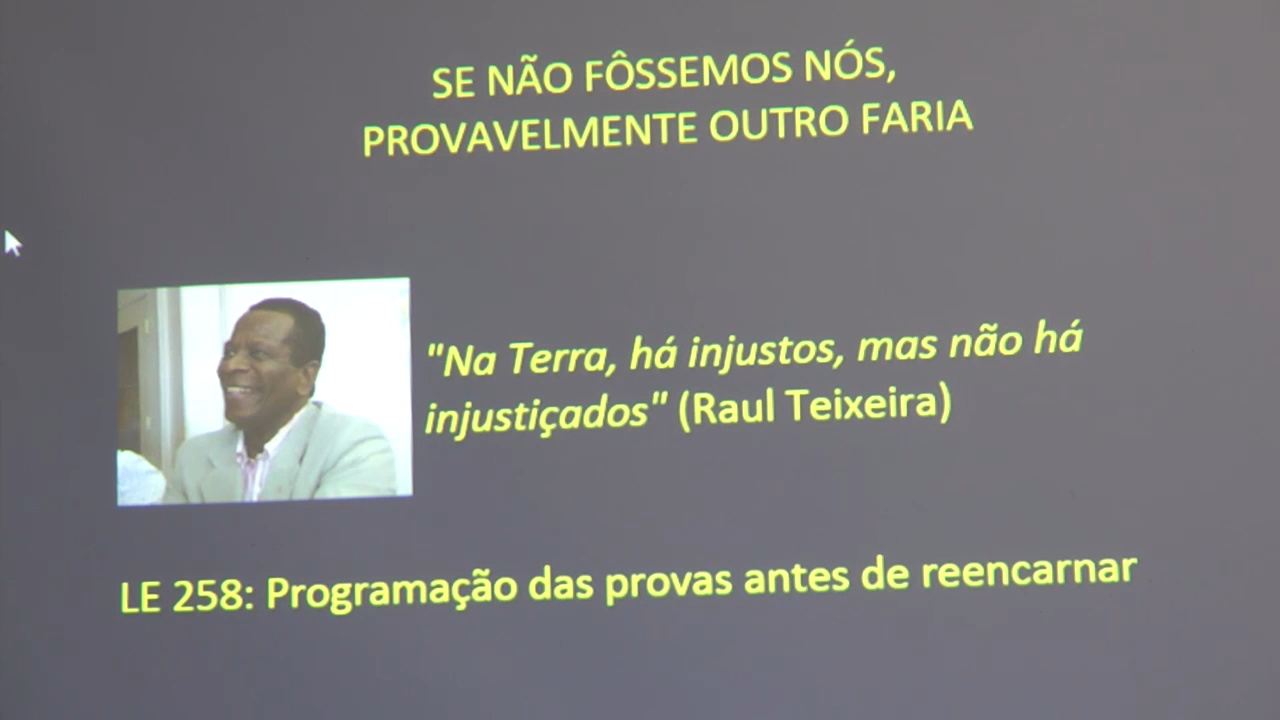 SE NÃO FÔSSEMOS NÓS,
PROVAVELMENTE OUTRO FARIA
"Na Terra, há injustos, mas não há
injustiçados" (Raul Teixeira)
LE 258: Programação das provas antes de reencarnar